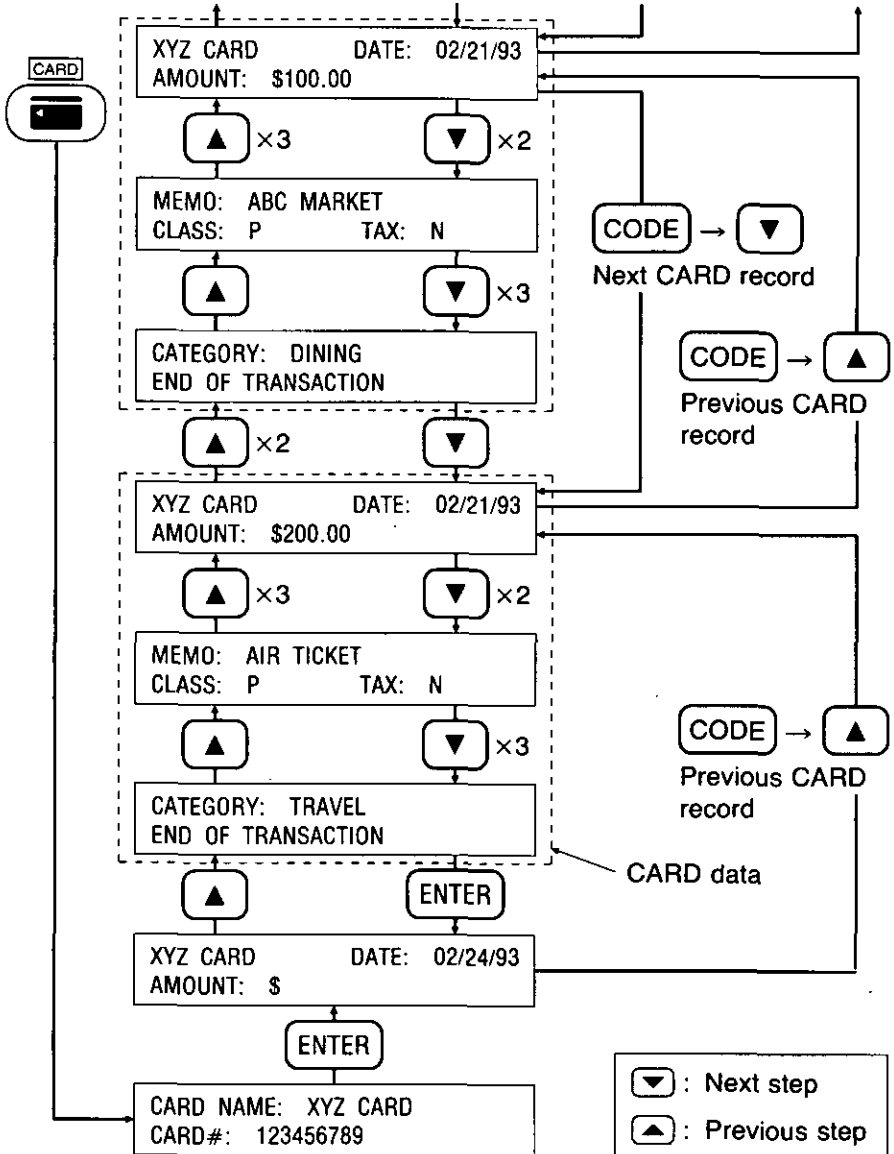 XYZ CARD DATE: 02/21/93
AMOUNT: $100.00
CARD
▲ ×3 ▼ ×2
MEMO: ABC MARKET
CLASS: P TAX: N
CODE → ▼
Next CARD record
▲ ▼ ×3
CATEGORY: DINING
END OF TRANSACTION
CODE → ▲
Previous CARD
record
▲ ×2 ▼
XYZ CARD DATE: 02/21/93
AMOUNT: $200.00
▲ ×3 ▼ ×2
MEMO: AIR TICKET
CLASS: P TAX: N
▲ ▼ ×3
CODE → ▲
Previous CARD
record
CATEGORY: TRAVEL
END OF TRANSACTION
CARD data
▲ ENTER
XYZ CARD DATE: 02/24/93
AMOUNT: $
ENTER
CARD NAME: XYZ CARD
CARD#: 123456789
▼ : Next step
▲ : Previous step